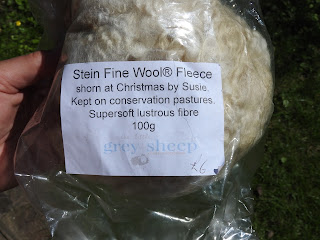 Stein Fine Wool® Fleece
shorn at Christmas by Susie.
Kept on conservation pastures.
Supersoft lustrous fibre
100g
grey sheep
£6